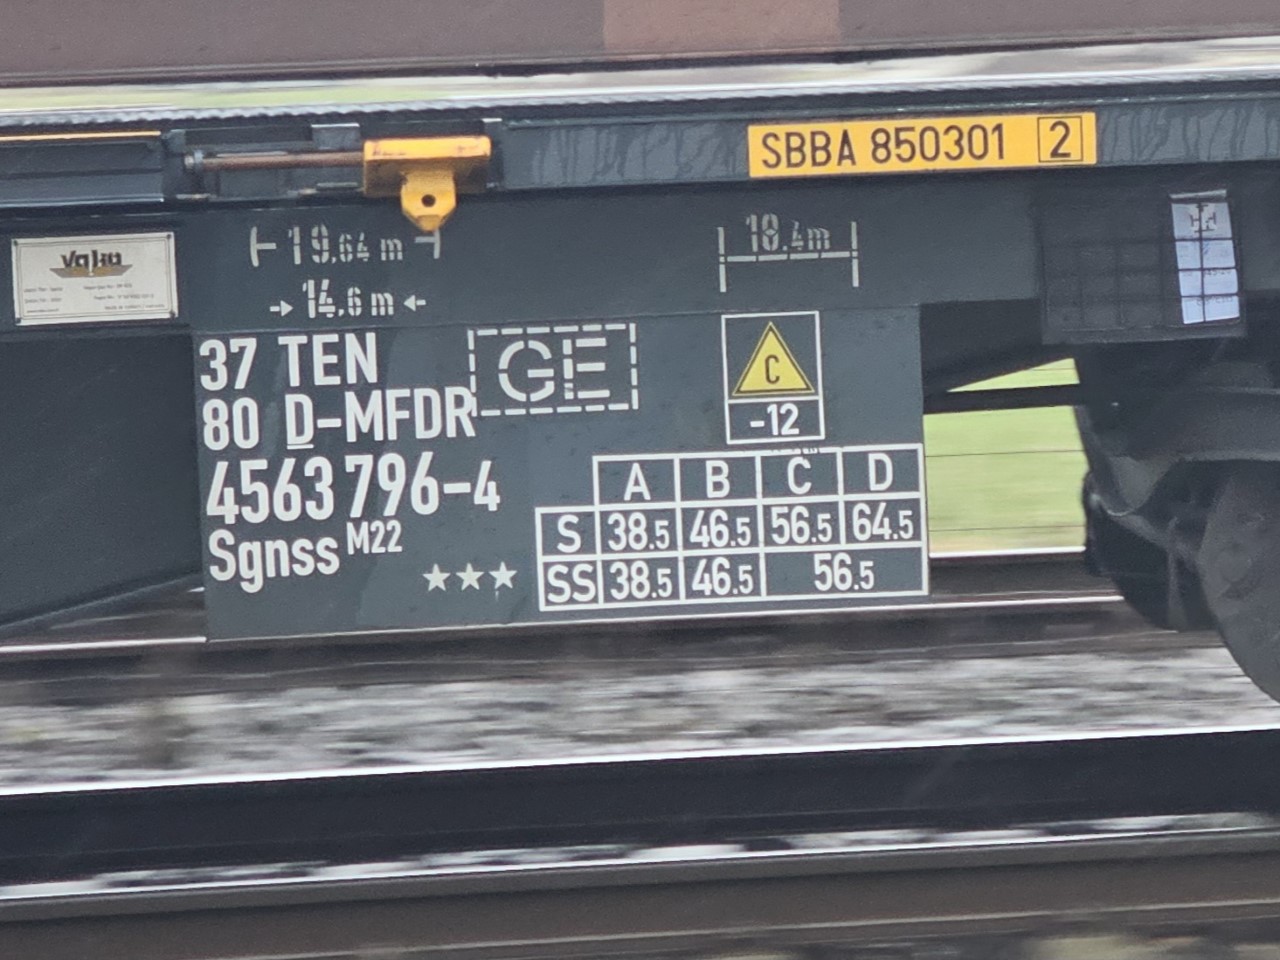 SBBA 850301 2
19.64 m
18.4m
14.6 m
37 TEN
GE
80 D-MFDR
C
-12
4563 796-4
Sgnss M22
★★★
A B C D
S 38.5 46.5 56.5 64.5
SS 38.5 46.5 56.5